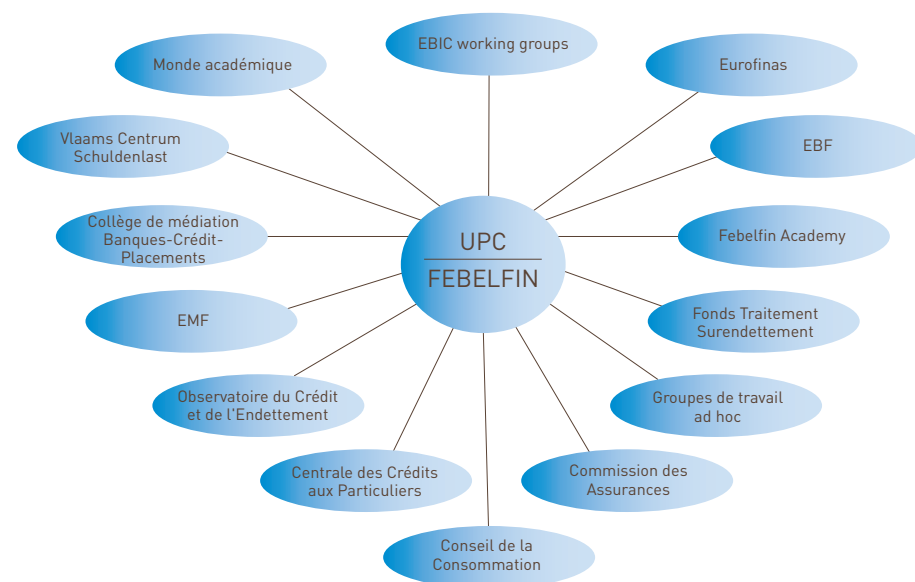 EBIC working groups
Monde académique
Eurofinas
Vlaams Centrum
Schuldenlast
EBF
Collège de médiation
Banques-Crédit-
Placements
UPC
FEBELFIN
Febelfin Academy
EMF
Fonds Traitement
Surendettement
Observatoire du Crédit
et de l'Endettement
Groupes de travail
ad hoc
Centrale des Crédits
aux Particuliers
Commission des
Assurances
Conseil de la
Consommation